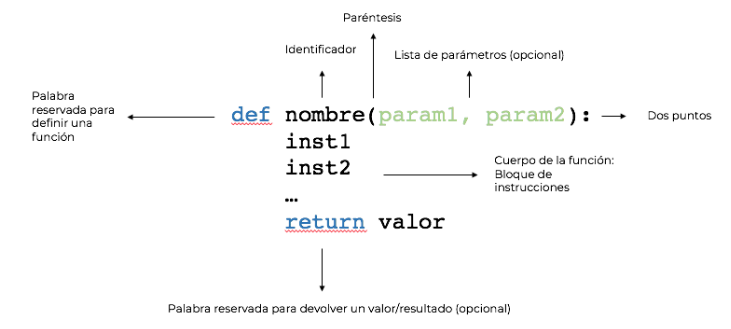 Paréntesis
Identificador
Lista de parámetros (opcional)
Palabra
reservada para
definir una
función
def nombre(param1, param2):
Dos puntos
inst1
inst2
Cuerpo de la función:
Bloque de
instrucciones
…
return valor
Palabra reservada para devolver un valor/resultado (opcional)